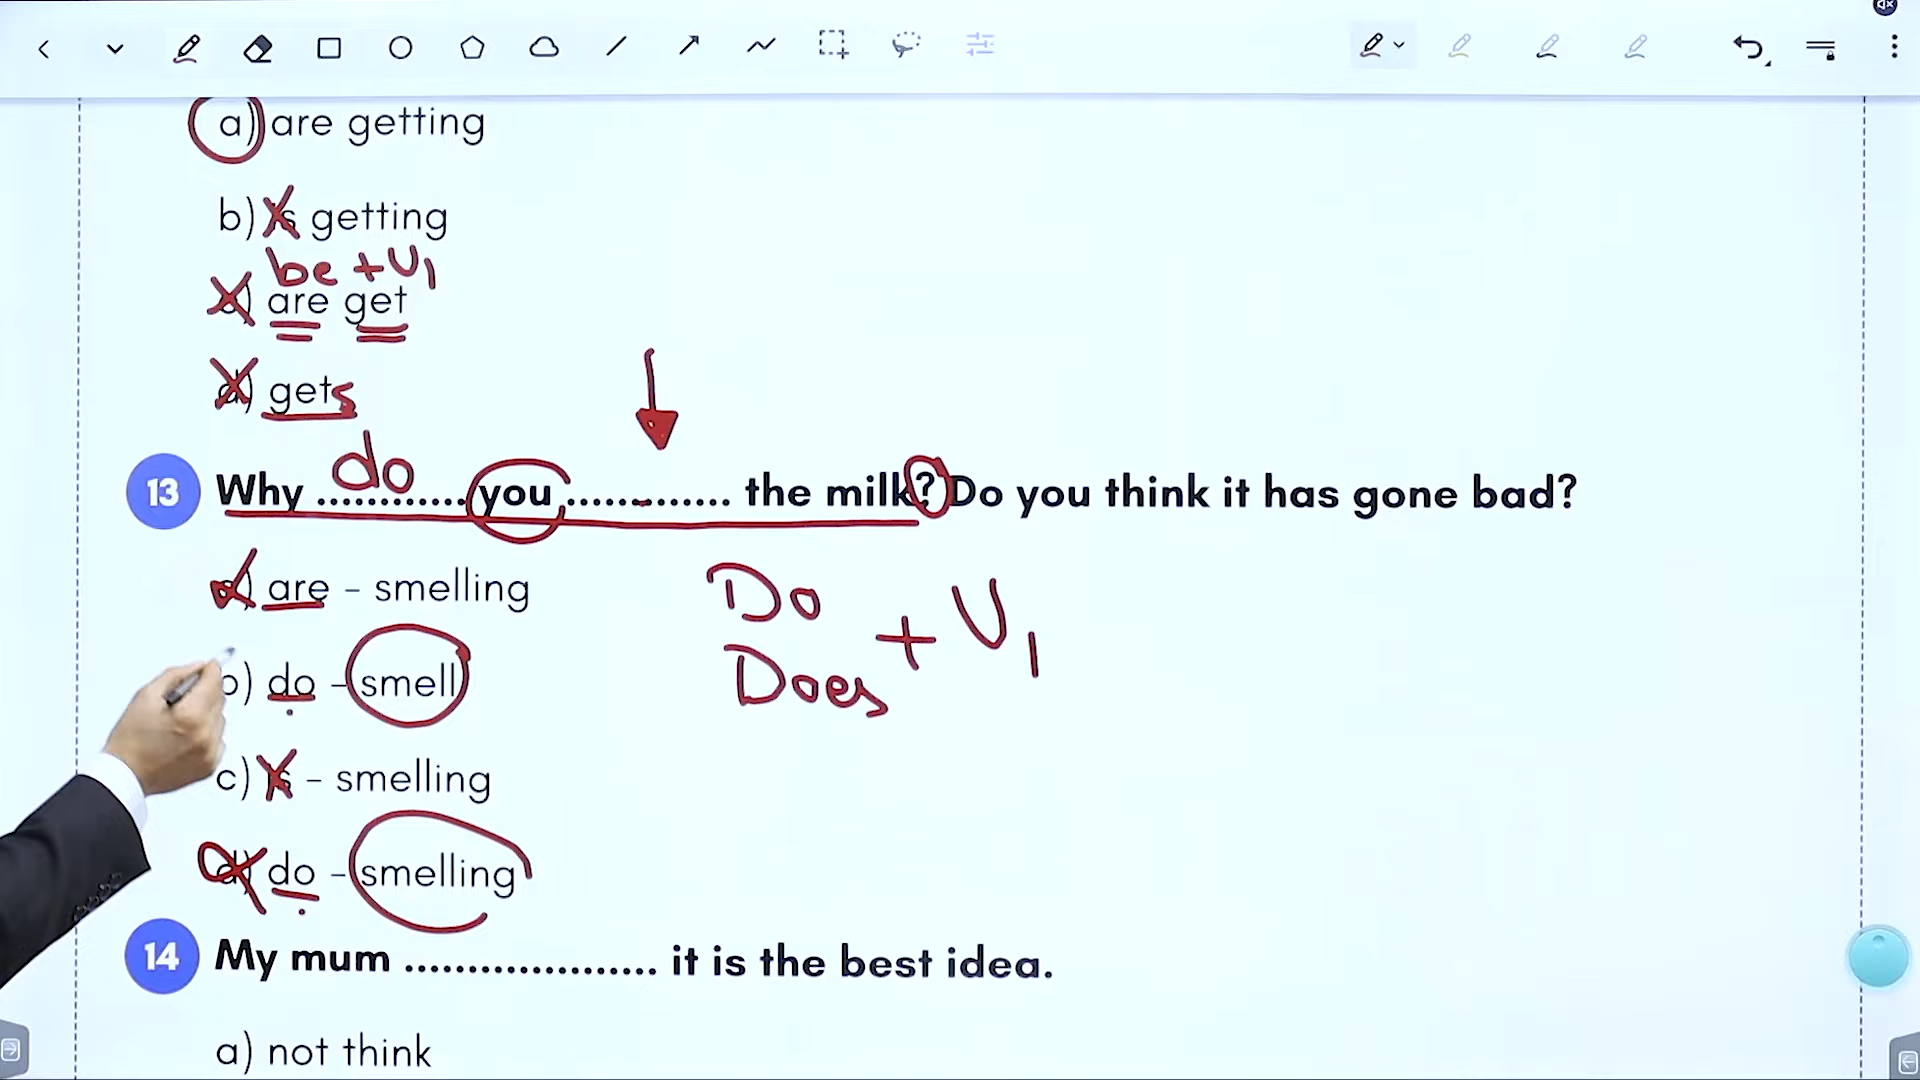 a) are getting
b) is getting
be + V1
c) are get
d) gets
do
13 Why ............ you ............. the milk? Do you think it has gone bad?
a) are - smelling
Do
Does + V1
b) do - smell
c) is - smelling
d) do - smelling
14 My mum .................... it is the best idea.
a) not think